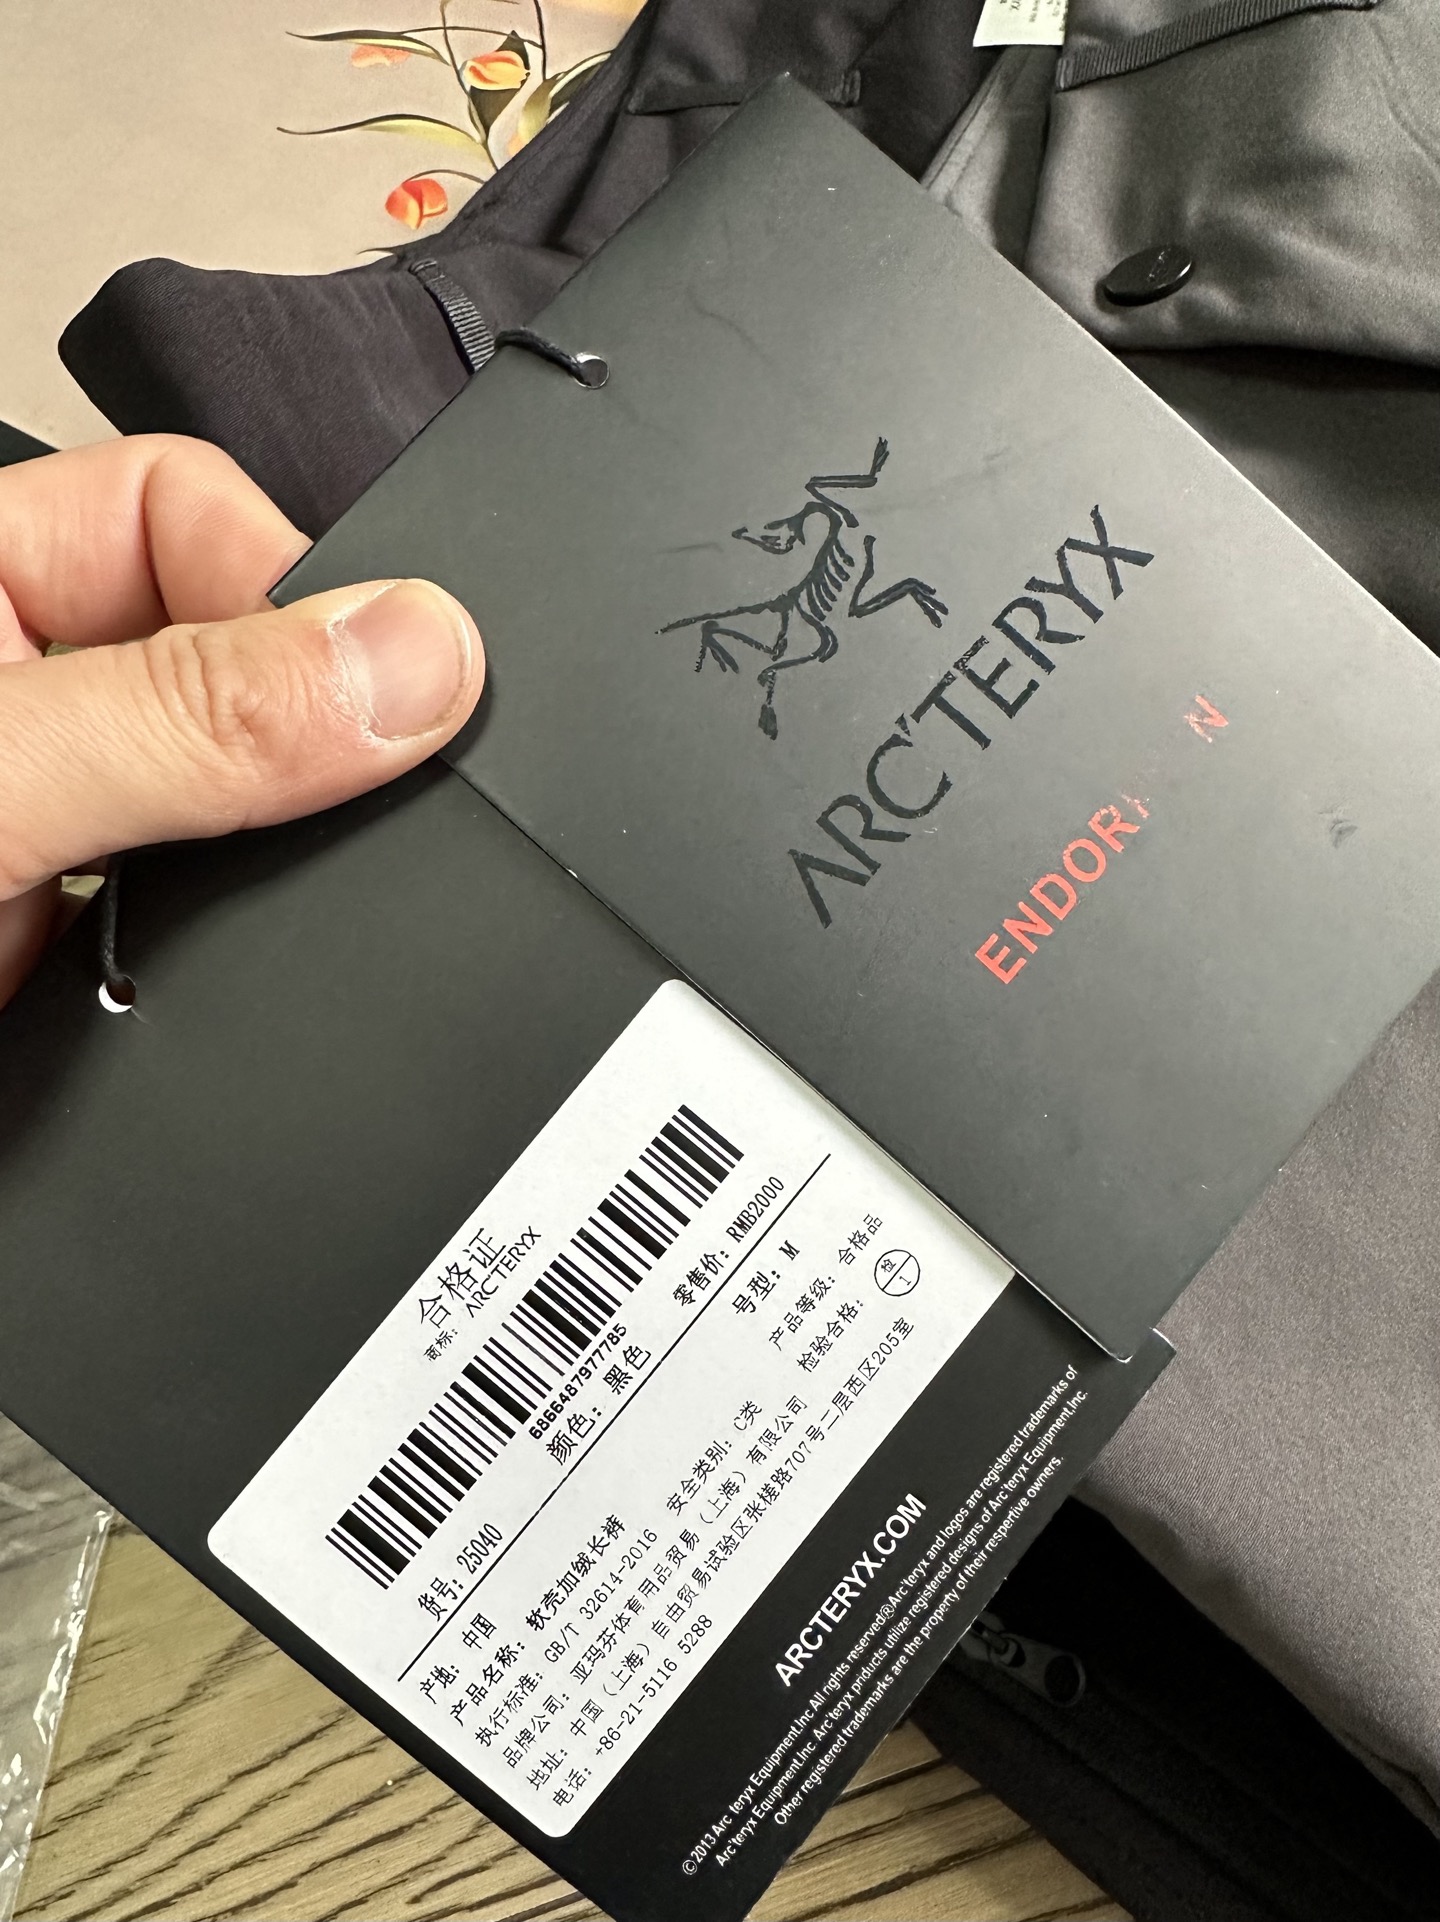 ARC'TERYX
ENDOR N
合格证
商标: ARC'TERYX
6866487977785
零售价: RMB2000
货号: 25040 颜色: 黑色 号型: M
产地: 中国
产品名称: 软壳加绒长裤 产品等级: 合格品
执行标准: GB/T 32614-2016 安全类别: C类 检验合格: 检 1
品牌公司: 亚玛芬体育用品贸易（上海）有限公司
地址: 中国（上海）自由贸易试验区张槎路707号二层西区205室
电话: +86-21-5116 5288
ARCTERYX.COM
©2013 Arc'teryx Equipment.Inc All rights reserved®Arc'teryx and logos are registered trademarks of
Arc'teryx Equipment.Inc. Arc'teryx priducts utilize registered designs of Arc'teryx Equipment,Inc.
Other registered trademarks are the property of their respective owners.